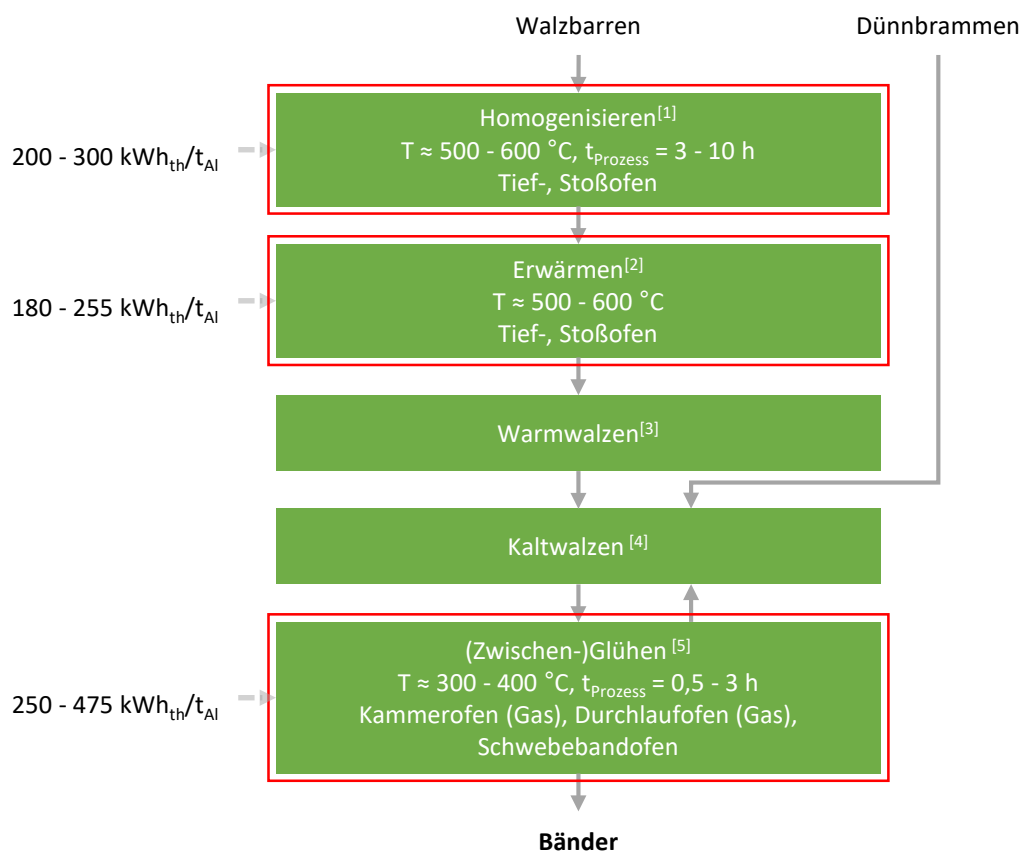 Walzbarren
Dünnbrammen
Homogenisieren[1]
T ≈ 500 - 600 °C, tProzess = 3 - 10 h
Tief-, Stoßofen
200 - 300 kWhth/tAl
Erwärmen[2]
T ≈ 500 - 600 °C
Tief-, Stoßofen
180 - 255 kWhth/tAl
Warmwalzen[3]
Kaltwalzen [4]
(Zwischen-)Glühen [5]
T ≈ 300 - 400 °C, tProzess = 0,5 - 3 h
Kammerofen (Gas), Durchlaufofen (Gas),
Schwebebandofen
250 - 475 kWhth/tAl
Bänder